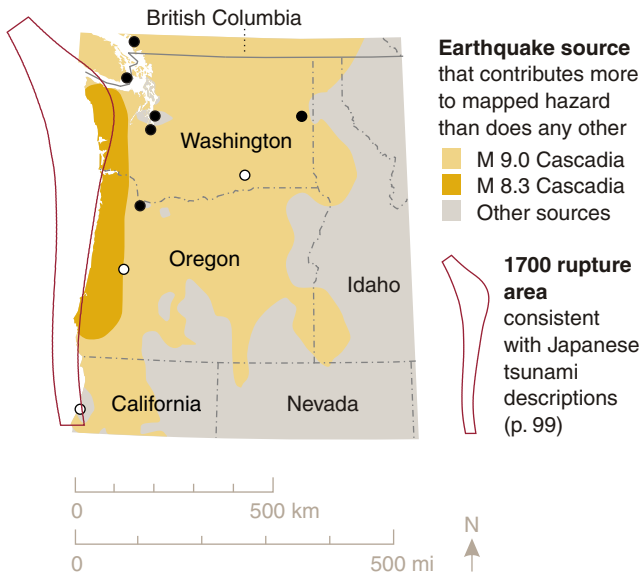 British Columbia
Washington
Oregon
Idaho
California
Nevada
Earthquake source
that contributes more
to mapped hazard
than does any other
M 9.0 Cascadia
M 8.3 Cascadia
Other sources
1700 rupture
area
consistent
with Japanese
tsunami
descriptions
(p. 99)
0 500 km
0 500 mi
N